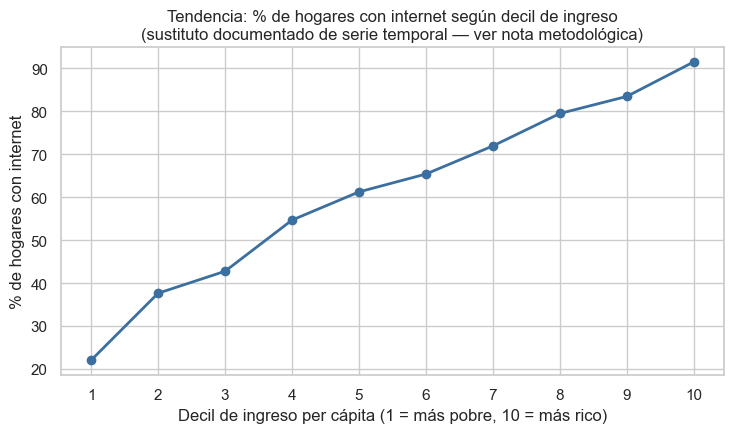 Tendencia: % de hogares con internet según decil de ingreso
(sustituto documentado de serie temporal — ver nota metodológica)
% de hogares con internet
90
80
70
60
50
40
30
20
1 2 3 4 5 6 7 8 9 10
Decil de ingreso per cápita (1 = más pobre, 10 = más rico)